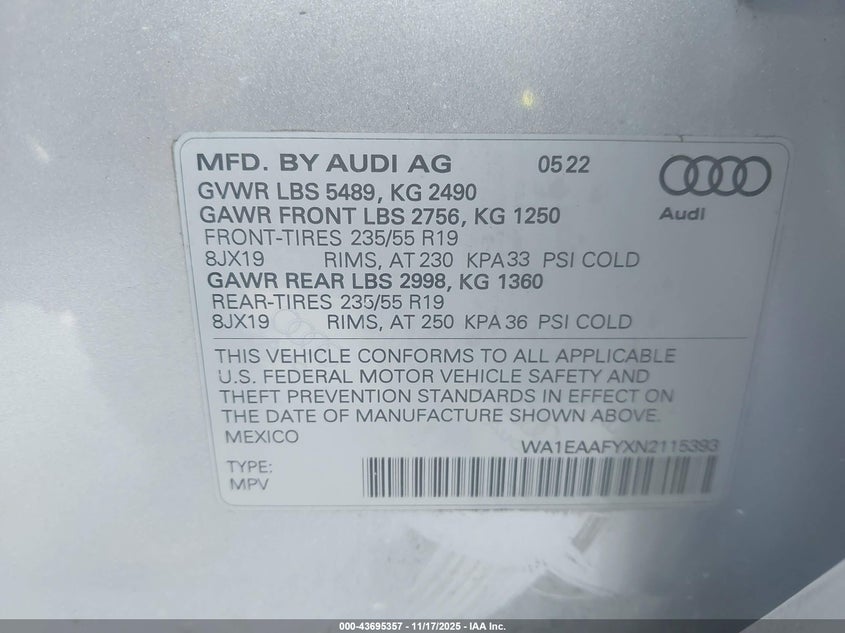 MFD. BY AUDI AG 05 22
GVWR LBS 5489, KG 2490
GAWR FRONT LBS 2756, KG 1250
FRONT-TIRES 235/55 R19
8JX19 RIMS, AT 230 KPA 33 PSI COLD
GAWR REAR LBS 2998, KG 1360
REAR-TIRES 235/55 R19
8JX19 RIMS, AT 250 KPA 36 PSI COLD
Audi
THIS VEHICLE CONFORMS TO ALL APPLICABLE
U.S. FEDERAL MOTOR VEHICLE SAFETY AND
THEFT PREVENTION STANDARDS IN EFFECT ON
THE DATE OF MANUFACTURE SHOWN ABOVE.
MEXICO
WA1EAAFYXN2115393
TYPE:
MPV
000-43695357 - 11/17/2025 - IAA Inc.